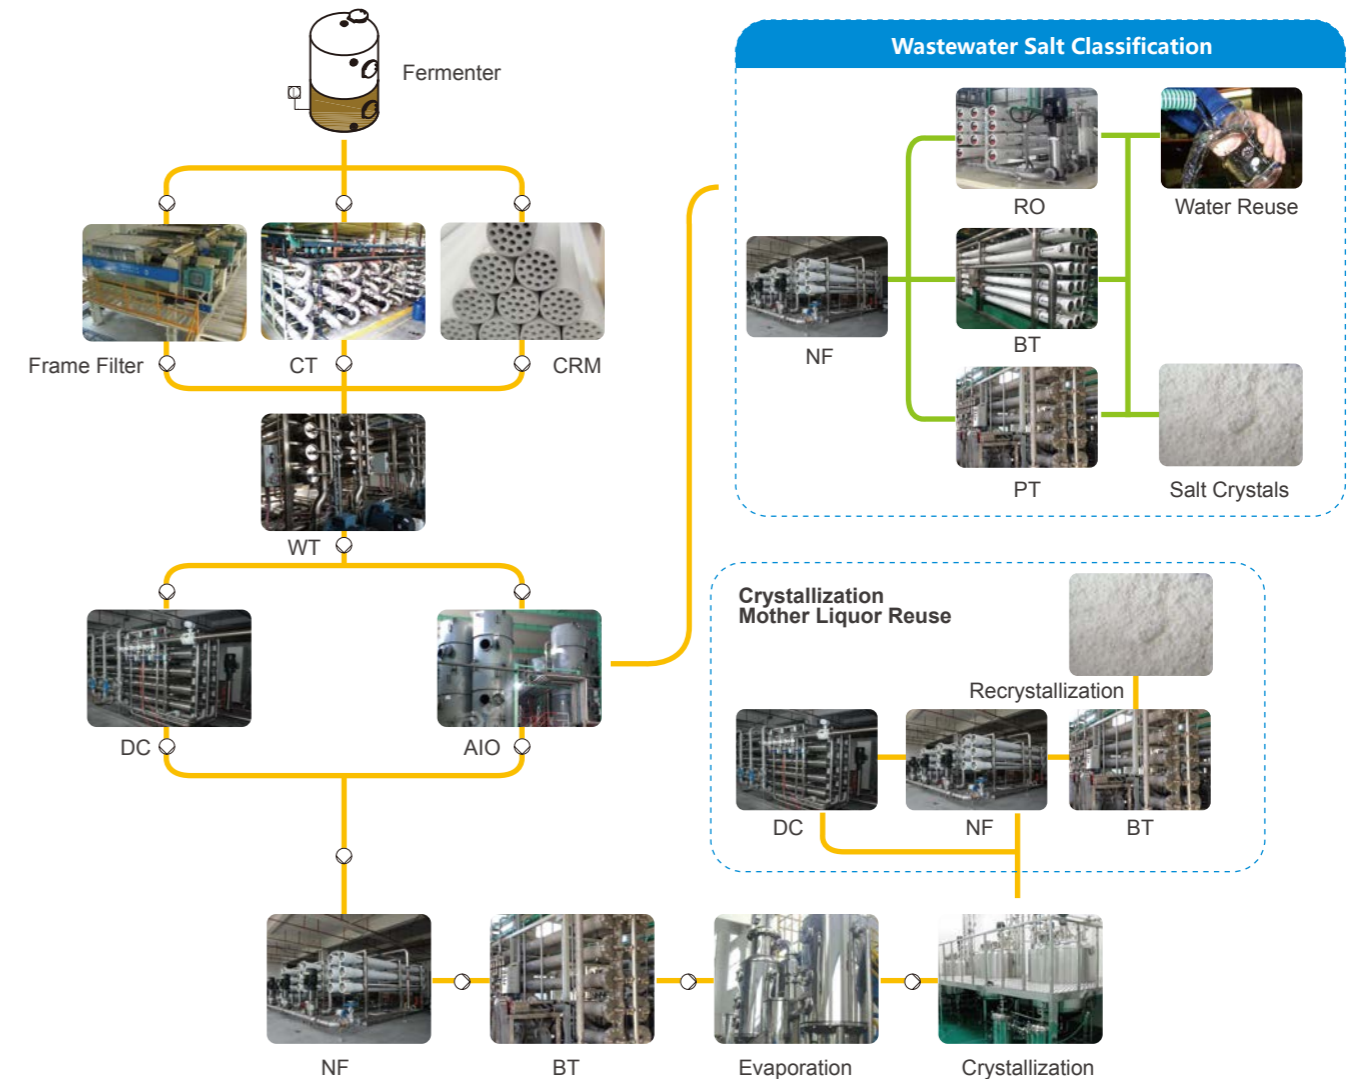 Fermenter
Frame Filter
CT
CRM
WT
DC
AIO
NF
BT
Evaporation
Crystallization
Wastewater Salt Classification
RO
Water Reuse
NF
BT
PT
Salt Crystals
Crystallization
Mother Liquor Reuse
Recrystallization
DC
NF
BT